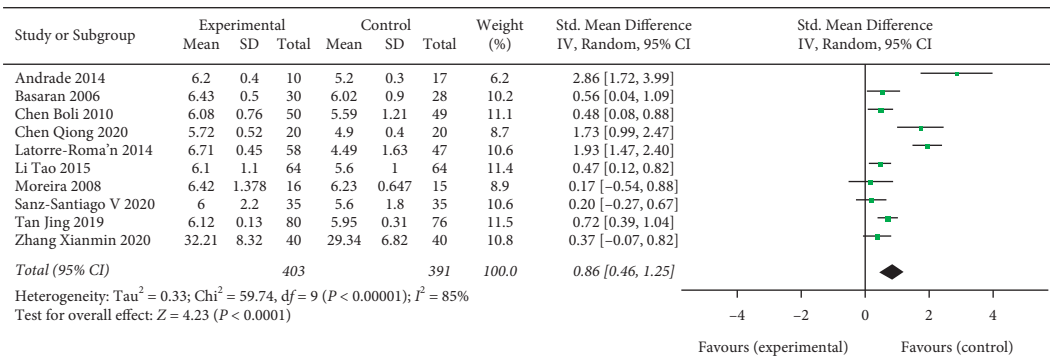 Study or Subgroup Experimental Control Weight (%) Std. Mean Difference IV, Random, 95% CI Std. Mean Difference IV, Random, 95% CI
Mean SD Total Mean SD Total
Andrade 2014 6.2 0.4 10 5.2 0.3 17 6.2 2.86 [1.72, 3.99]
Basaran 2006 6.43 0.5 30 6.02 0.9 28 10.2 0.56 [0.04, 1.09]
Chen Boli 2010 6.08 0.76 50 5.59 1.21 49 11.1 0.48 [0.08, 0.88]
Chen Qiong 2020 5.72 0.52 20 4.9 0.4 20 8.7 1.73 [0.99, 2.47]
Latorre-Roma'n 2014 6.71 0.45 58 4.49 1.63 47 10.6 1.93 [1.47, 2.40]
Li Tao 2015 6.1 1.1 64 5.6 1 64 11.4 0.47 [0.12, 0.82]
Moreira 2008 6.42 1.378 16 6.23 0.647 15 8.9 0.17 [−0.54, 0.88]
Sanz-Santiago V 2020 6 2.2 35 5.6 1.8 35 10.6 0.20 [−0.27, 0.67]
Tan Jing 2019 6.12 0.13 80 5.95 0.31 76 11.5 0.72 [0.39, 1.04]
Zhang Xianmin 2020 32.21 8.32 40 29.34 6.82 40 10.8 0.37 [−0.07, 0.82]
Total (95% CI) 403 391 100.0 0.86 [0.46, 1.25]
Heterogeneity: Tau² = 0.33; Chi² = 59.74, df = 9 (P < 0.00001); I² = 85%
Test for overall effect: Z = 4.23 (P < 0.0001)
−4 −2 0 2 4
Favours (experimental) Favours (control)